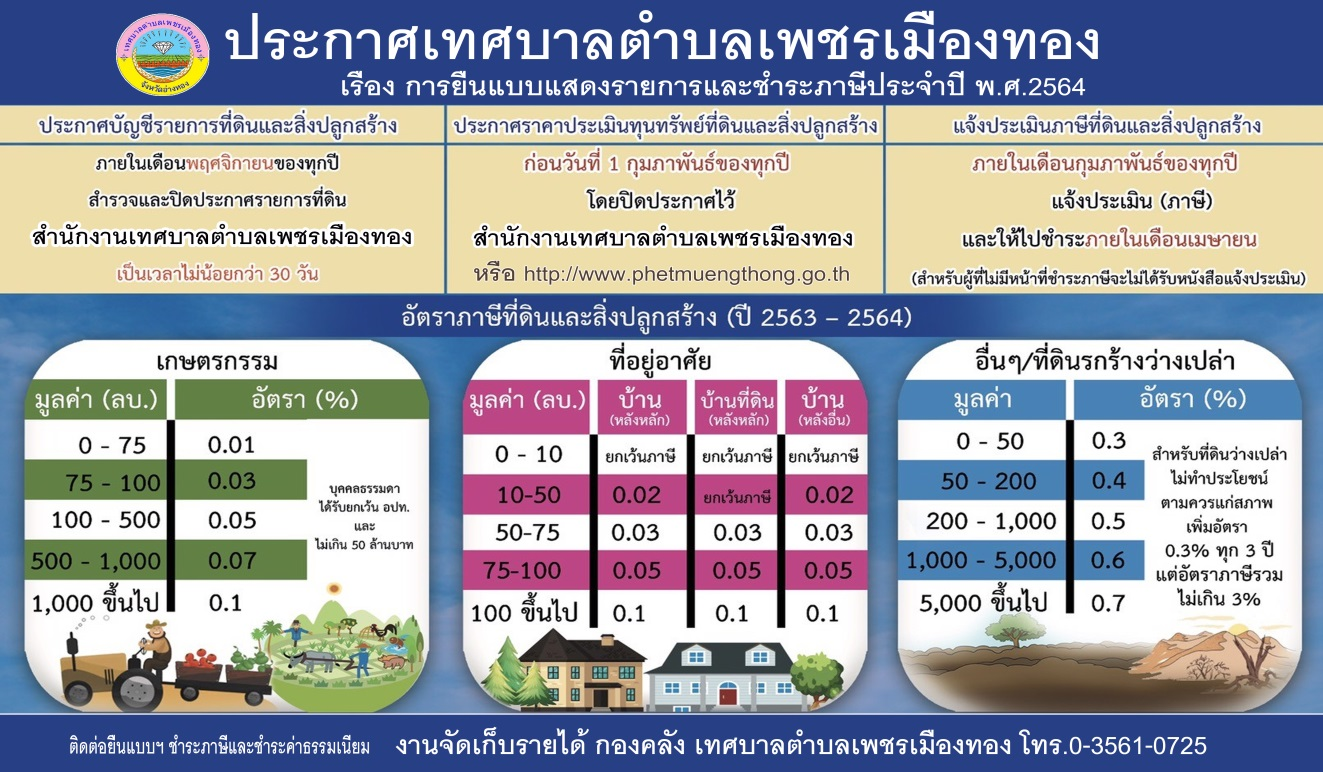 เทศบาลตำบลเพชรเมืองทอง
จังหวัดอ่างทอง
ประกาศเทศบาลตำบลเพชรเมืองทอง
เรื่อง การยืนแบบแสดงรายการและชำระภาษีประจำปี พ.ศ.2564
ประกาศบัญชีรายการที่ดินและสิ่งปลูกสร้าง
ภายในเดือนพฤศจิกายนของทุกปี
สำรวจและปิดประกาศรายการที่ดิน
สำนักงานเทศบาลตำบลเพชรเมืองทอง
เป็นเวลาไม่น้อยกว่า 30 วัน
ประกาศราคาประเมินทุนทรัพย์ที่ดินและสิ่งปลูกสร้าง
ก่อนวันที่ 1 กุมภาพันธ์ของทุกปี
โดยปิดประกาศไว้
สำนักงานเทศบาลตำบลเพชรเมืองทอง
หรือ http://www.phetmuengthong.go.th
แจ้งประเมินภาษีที่ดินและสิ่งปลูกสร้าง
ภายในเดือนกุมภาพันธ์ของทุกปี
แจ้งประเมิน (ภาษี)
และให้ไปชำระภายในเดือนเมษายน
(สำหรับผู้ที่ไม่มีหน้าที่ชำระภาษีจะไม่ได้รับหนังสือแจ้งประเมิน)
อัตราภาษีที่ดินและสิ่งปลูกสร้าง (ปี 2563 – 2564)
เกษตรกรรม
มูลค่า (ลบ.) อัตรา (%)
0 - 75 0.01
75 - 100 0.03
100 - 500 0.05
500 - 1,000 0.07
1,000 ขึ้นไป 0.1
บุคคลธรรมดา
ได้รับยกเว้น อปท.
และ
ไม่เกิน 50 ล้านบาท
ที่อยู่อาศัย
มูลค่า (ลบ.) บ้าน บ้านที่ดิน บ้าน
(หลังหลัก) (หลังหลัก) (หลังอื่น)
0 - 10 ยกเว้นภาษี ยกเว้นภาษี ยกเว้นภาษี
10-50 0.02 ยกเว้นภาษี 0.02
50-75 0.03 0.03 0.03
75-100 0.05 0.05 0.05
100 ขึ้นไป 0.1 0.1 0.1
อื่นๆ/ที่ดินรกร้างว่างเปล่า
มูลค่า อัตรา (%)
0 - 50 0.3
50 - 200 0.4
200 - 1,000 0.5
1,000 - 5,000 0.6
5,000 ขึ้นไป 0.7
สำหรับที่ดินว่างเปล่า
ไม่ทำประโยชน์
ตามควรแก่สภาพ
เพิ่มอัตรา
0.3% ทุก 3 ปี
แต่อัตราภาษีรวม
ไม่เกิน 3%
ติดต่อยืนแบบฯ ชำระภาษีและชำระค่าธรรมเนียม งานจัดเก็บรายได้ กองคลัง เทศบาลตำบลเพชรเมืองทอง โทร.0-3561-0725